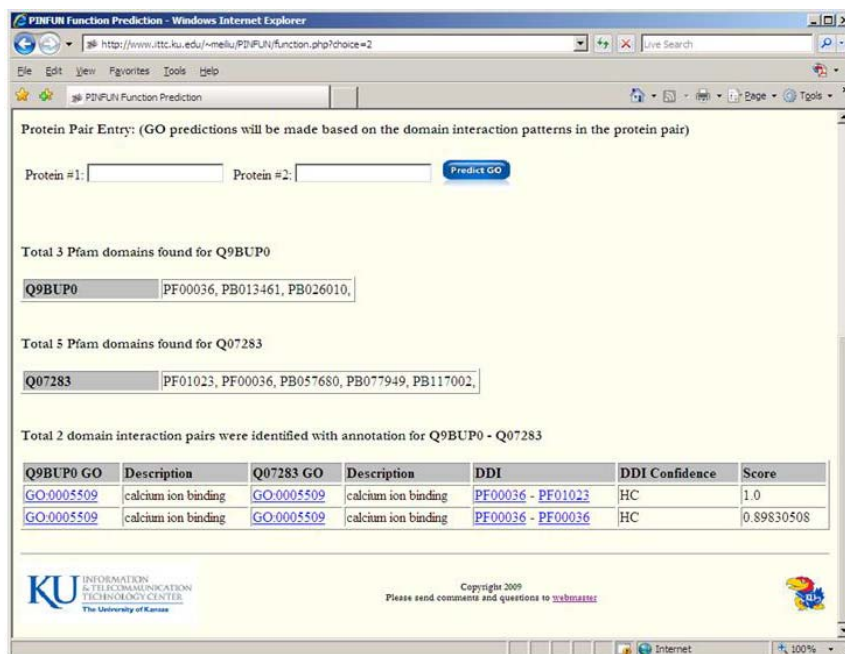 PINFUN Function Prediction - Windows Internet Explorer
http://www.ittc.ku.edu/~meiliu/PINFUN/function.php?choice=2
Live Search
File Edit View Favorites Tools Help
PINFUN Function Prediction
Page Tools
Protein Pair Entry: (GO predictions will be made based on the domain interaction patterns in the protein pair)
Protein #1: Protein #2: Predict GO
Total 3 Pfam domains found for Q9BUP0
Q9BUP0 PF00036, PB013461, PB026010,
Total 5 Pfam domains found for Q07283
Q07283 PF01023, PF00036, PB057680, PB077949, PB117002,
Total 2 domain interaction pairs were identified with annotation for Q9BUP0 - Q07283
Q9BUP0 GO Description Q07283 GO Description DDI DDI Confidence Score
GO:0005509 calcium ion binding GO:0005509 calcium ion binding PF00036 - PF01023 HC 1.0
GO:0005509 calcium ion binding GO:0005509 calcium ion binding PF00036 - PF00036 HC 0.89830508
KU INFORMATION
& TELECOMMUNICATION
TECHNOLOGY CENTER
The University of Kansas
Copyright 2009
Please send comments and questions to webmaster
KU
Internet 100%